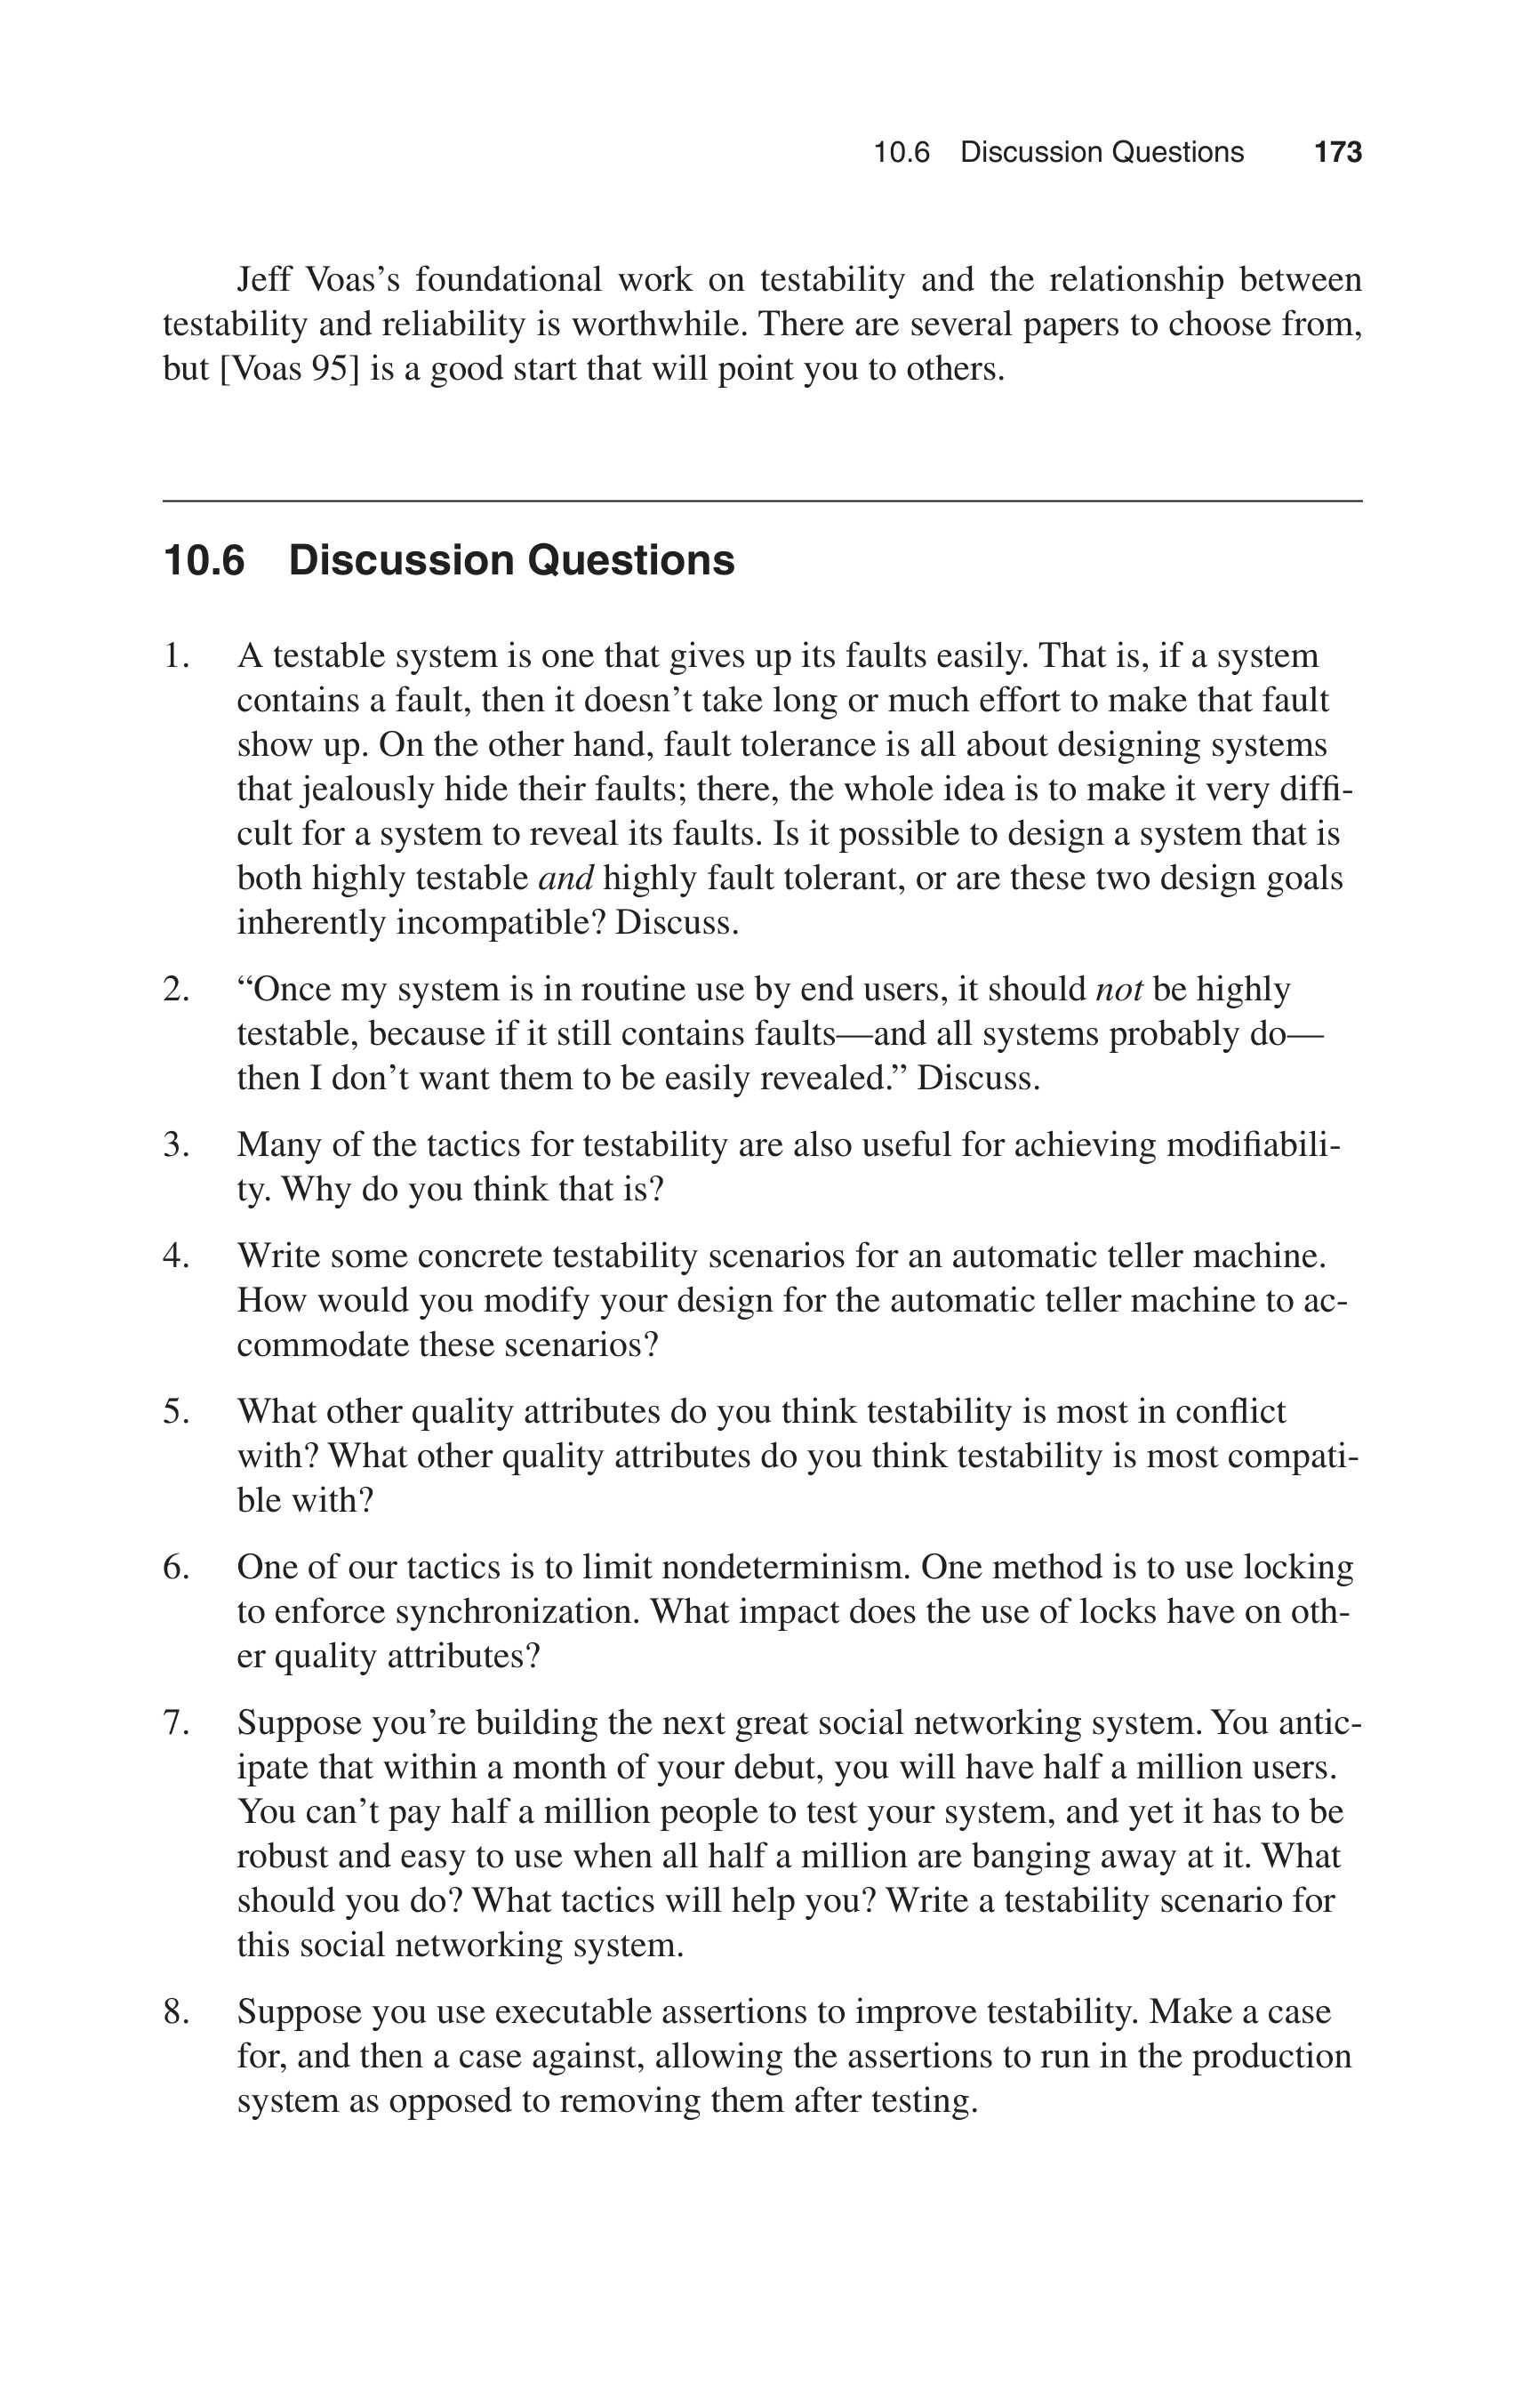 10.6 Discussion Questions 173
Jeff Voas’s foundational work on testability and the relationship between
testability and reliability is worthwhile. There are several papers to choose from,
but [Voas 95] is a good start that will point you to others.
10.6 Discussion Questions
1. A testable system is one that gives up its faults easily. That is, if a system
contains a fault, then it doesn’t take long or much effort to make that fault
show up. On the other hand, fault tolerance is all about designing systems
that jealously hide their faults; there, the whole idea is to make it very diffi-
cult for a system to reveal its faults. Is it possible to design a system that is
both highly testable and highly fault tolerant, or are these two design goals
inherently incompatible? Discuss.
2. “Once my system is in routine use by end users, it should not be highly
testable, because if it still contains faults—and all systems probably do—
then I don’t want them to be easily revealed.” Discuss.
3. Many of the tactics for testability are also useful for achieving modifiabili-
ty. Why do you think that is?
4. Write some concrete testability scenarios for an automatic teller machine.
How would you modify your design for the automatic teller machine to ac-
commodate these scenarios?
5. What other quality attributes do you think testability is most in conflict
with? What other quality attributes do you think testability is most compati-
ble with?
6. One of our tactics is to limit nondeterminism. One method is to use locking
to enforce synchronization. What impact does the use of locks have on oth-
er quality attributes?
7. Suppose you’re building the next great social networking system. You antic-
ipate that within a month of your debut, you will have half a million users.
You can’t pay half a million people to test your system, and yet it has to be
robust and easy to use when all half a million are banging away at it. What
should you do? What tactics will help you? Write a testability scenario for
this social networking system.
8. Suppose you use executable assertions to improve testability. Make a case
for, and then a case against, allowing the assertions to run in the production
system as opposed to removing them after testing.